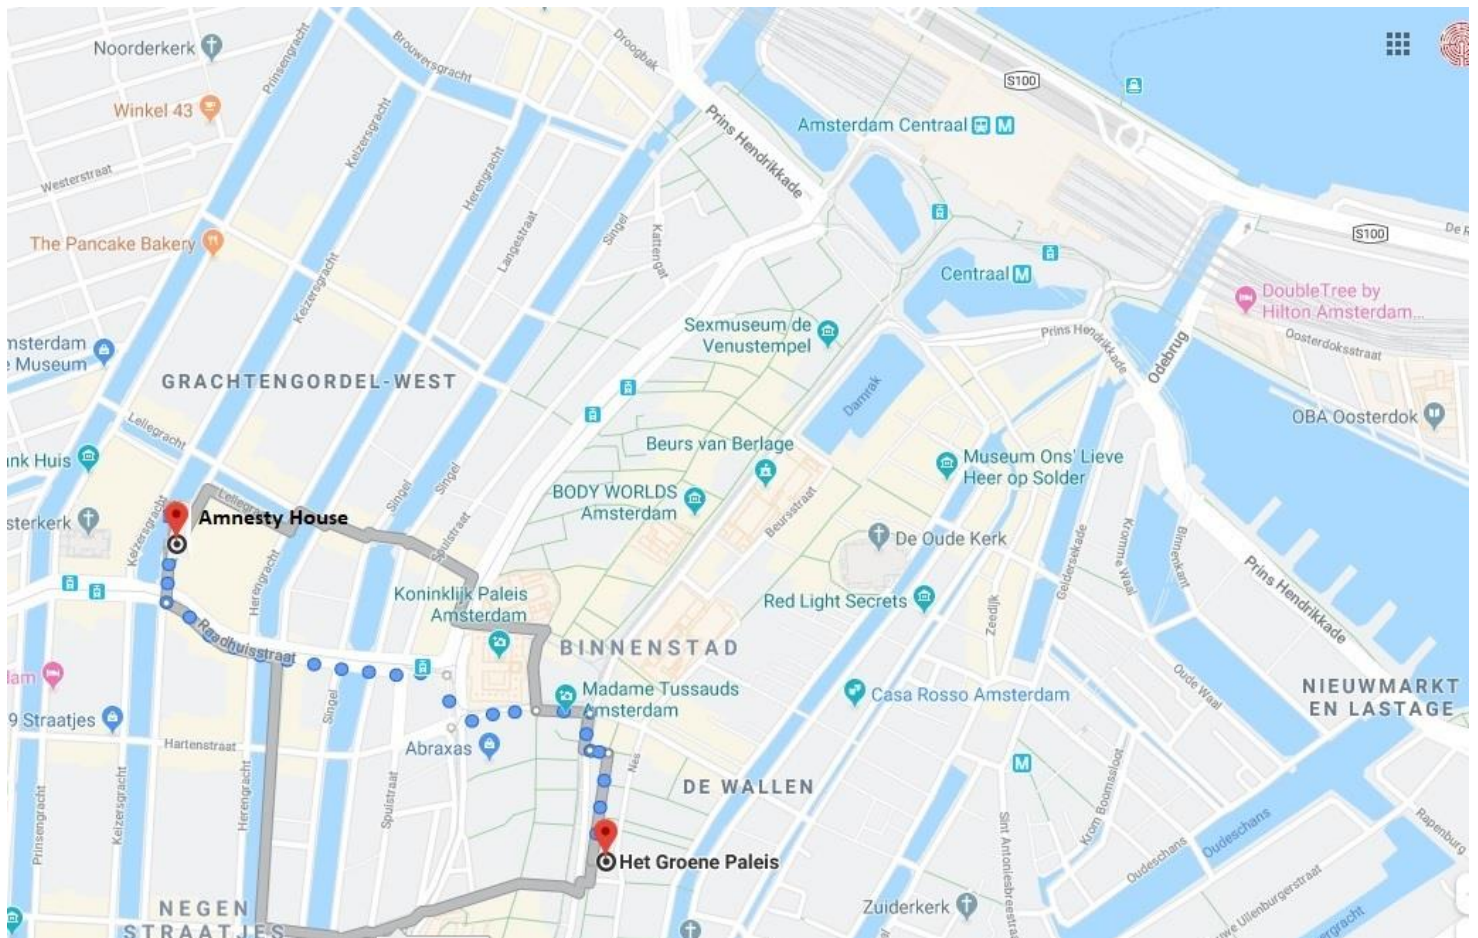 Noorderkerk
Winkel 43
Westerstraat
The Pancake Bakery
msterdam
e Museum
Prinsengracht
Brouwersgracht
Keizersgracht
Herengracht
Droogbak
Prins Hendrikkade
Langestraat
Singel
Kattengat
Keizersgracht
S100
Amsterdam Centraal
M
Centraal
M
S100
De R
DoubleTree by
Hilton Amsterdam...
Oosterdoksstraat
Odebrug
Prins Hendrikkade
OBA Oosterdok
Sexmuseum de
Venustempel
GRACHTENGORDEL-WEST
Damrak
Leliegracht
Beurs van Berlage
Museum Ons' Lieve
Heer op Solder
nk Huis
sterkerk
Keizersgracht
Leliegracht
Amnesty House
Singel
Singel
Spuistraat
BODY WORLDS
Amsterdam
Beursstraat
De Oude Kerk
Geldersekade
Kromme Waal
Binnenkant
Prins Hendrikkade
Herengracht
Koninklijk Paleis
Amsterdam
Red Light Secrets
Zeedijk
Raadhuisstraat
BINNENSTAD
Oude Waal
NIEUWMARKT
EN LASTAGE
Madame Tussauds
Amsterdam
Casa Rosso Amsterdam
dam
9 Straatjes
Singel
Hartenstraat
Abraxas
Nes
DE WALLEN
M
Krom Boomssloot
Prinsengracht
Keizersgracht
Herengracht
Spuistraat
Het Groene Paleis
Sint Antoniesbreestraat
Oudeschans
Oudeschans
Rapenburg
Zuiderkerk
NEGEN
STRAATJES